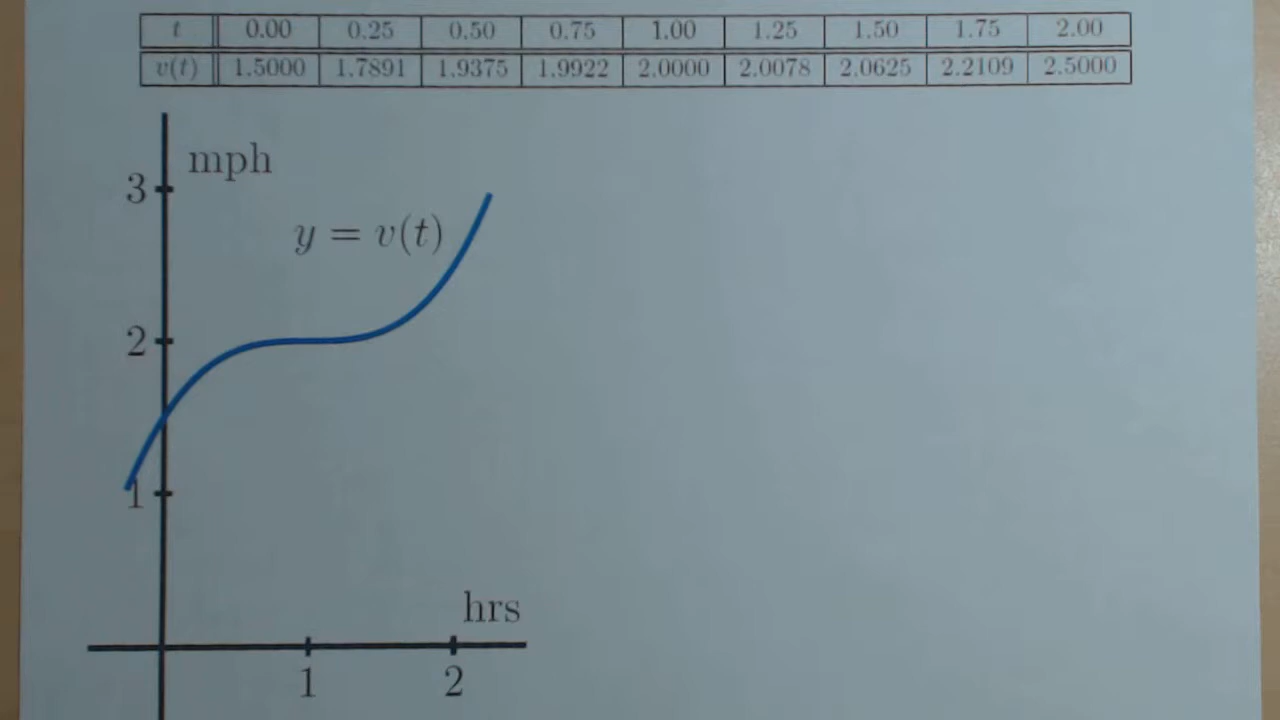 t 0.00 0.25 0.50 0.75 1.00 1.25 1.50 1.75 2.00
v(t) 1.5000 1.7891 1.9375 1.9922 2.0000 2.0078 2.0625 2.2109 2.5000
mph
3
y = v(t)
2
1
hrs
1 2